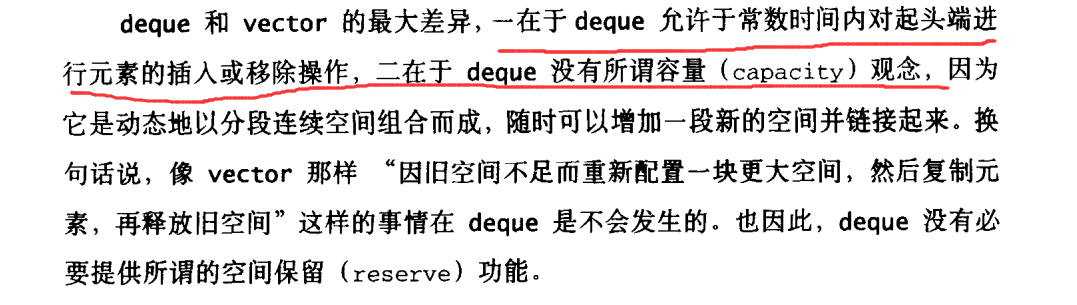 deque 和 vector 的最大差异，一在于 deque 允许于常数时间内对起头端进
行元素的插入或移除操作，二在于 deque 没有所谓容量（capacity）观念，因为
它是动态地以分段连续空间组合而成，随时可以增加一段新的空间并链接起来。换
句话说，像 vector 那样 “因旧空间不足而重新配置一块更大空间，然后复制元
素，再释放旧空间”这样的事情在 deque 是不会发生的。也因此，deque 没有必
要提供所谓的空间保留（reserve）功能。